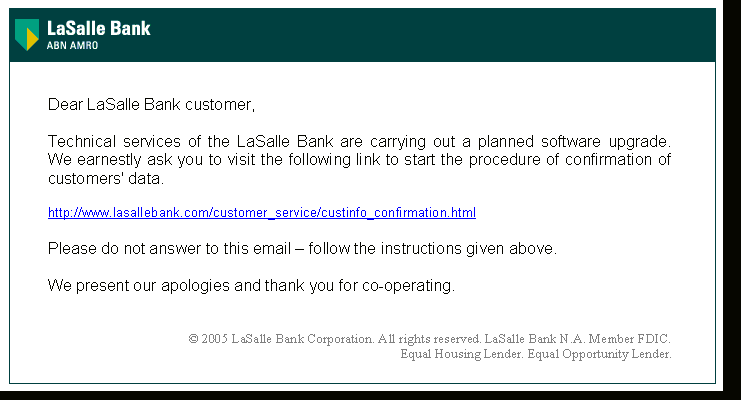 LaSalle Bank
ABN AMRO
Dear LaSalle Bank customer,
Technical services of the LaSalle Bank are carrying out a planned software upgrade.
We earnestly ask you to visit the following link to start the procedure of confirmation of
customers' data.
http://www.lasallebank.com/customer_service/custinfo_confirmation.html
Please do not answer to this email – follow the instructions given above.
We present our apologies and thank you for co-operating.
© 2005 LaSalle Bank Corporation. All rights reserved. LaSalle Bank N.A. Member FDIC.
Equal Housing Lender. Equal Opportunity Lender.